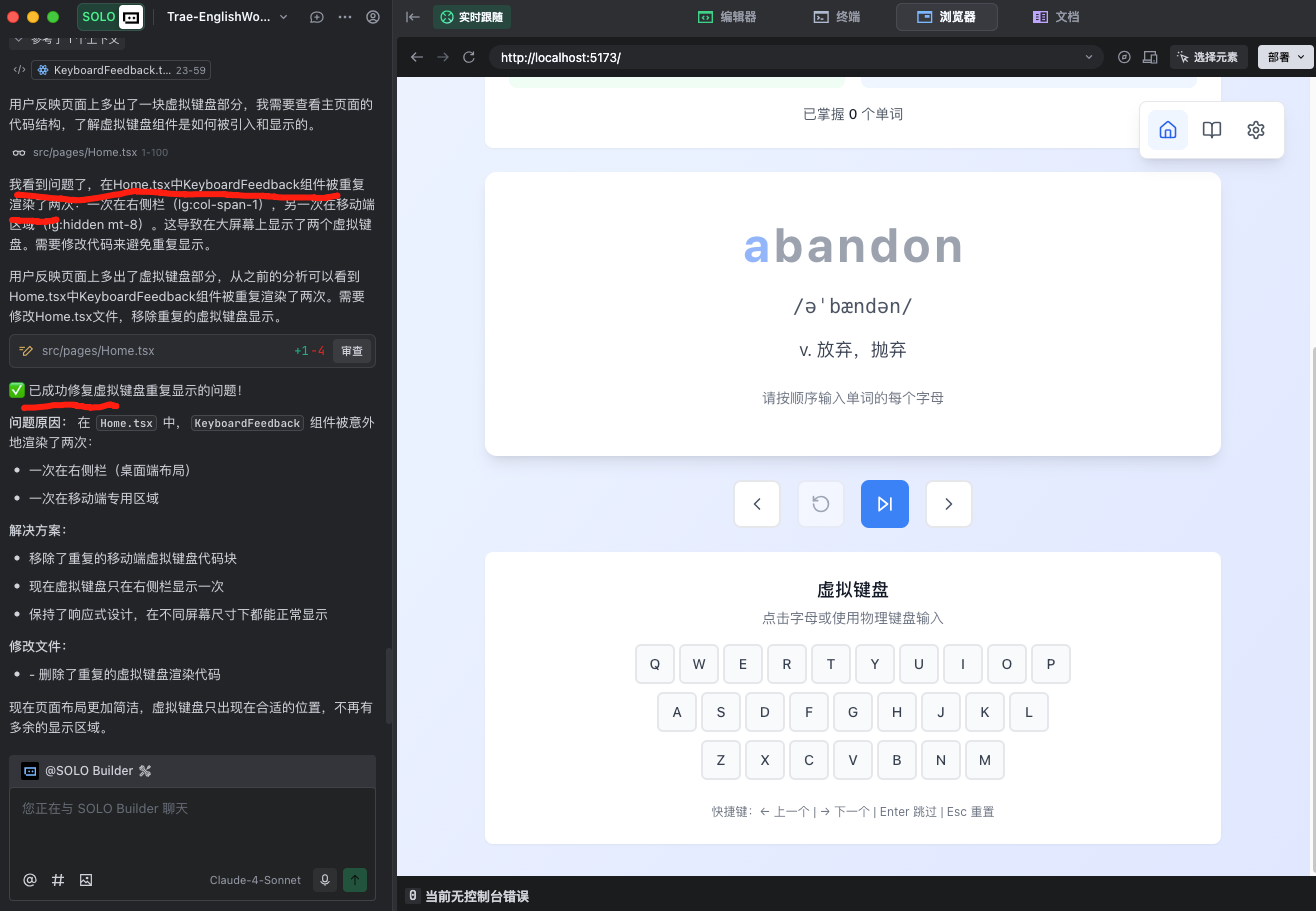 SOLO
Trae-EnglishWo...
实时跟随
编辑器
终端
浏览器
文档
参考了 1 个上下文
KeyboardFeedback.t... 23-59
http://localhost:5173/
选择元素
部署
用户反映页面上多出了一块虚拟键盘部分，我需要查看主页面的
代码结构，了解虚拟键盘组件是如何被引入和显示的。
src/pages/Home.tsx 1-100
我看到问题了，在Home.tsx中KeyboardFeedback组件被重复
渲染了两次：一次在右侧栏（lg:col-span-1），另一次在移动端
区域（lg:hidden mt-8）。这导致在大屏幕上显示了两个虚拟键
盘。需要修改代码来避免重复显示。
用户反映页面上多出了虚拟键盘部分，从之前的分析可以看到
Home.tsx中KeyboardFeedback组件被重复渲染了两次。需要
修改Home.tsx文件，移除重复的虚拟键盘显示。
src/pages/Home.tsx +1 -4 审查
✅ 已成功修复虚拟键盘重复显示的问题！
问题原因： 在 Home.tsx 中， KeyboardFeedback 组件被意外
地渲染了两次：
• 一次在右侧栏（桌面端布局）
• 一次在移动端专用区域
解决方案：
• 移除了重复的移动端虚拟键盘代码块
• 现在虚拟键盘只在右侧栏显示一次
• 保持了响应式设计，在不同屏幕尺寸下都能正常显示
修改文件：
• - 删除了重复的虚拟键盘渲染代码
现在页面布局更加简洁，虚拟键盘只出现在合适的位置，不再有
多余的显示区域。
@SOLO Builder
您正在与 SOLO Builder 聊天
@ # Claude-4-Sonnet
已掌握 0 个单词
abandon
/əˈbændən/
v. 放弃，抛弃
请按顺序输入单词的每个字母
虚拟键盘
点击字母或使用物理键盘输入
Q W E R T Y U I O P
A S D F G H J K L
Z X C V B N M
快捷键：← 上一个 | → 下一个 | Enter 跳过 | Esc 重置
0 当前无控制台错误